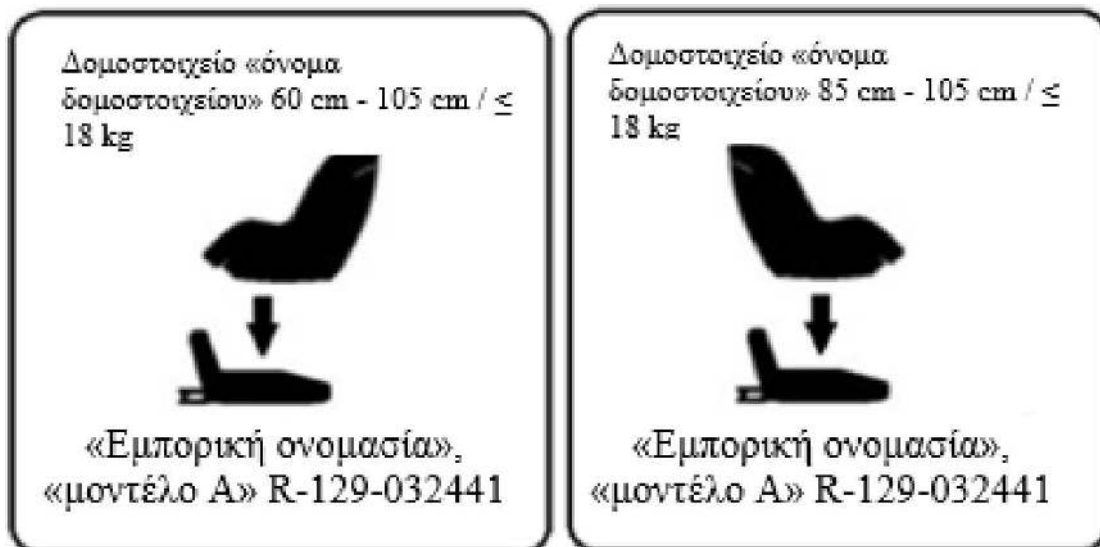 Δομοστοιχείο «όνομα
δομοστοιχείου» 60 cm - 105 cm / ≤
18 kg
«Εμπορική ονομασία»,
«μοντέλο Α» R-129-032441
Δομοστοιχείο «όνομα
δομοστοιχείου» 85 cm - 105 cm / ≤
18 kg
«Εμπορική ονομασία»,
«μοντέλο Α» R-129-032441